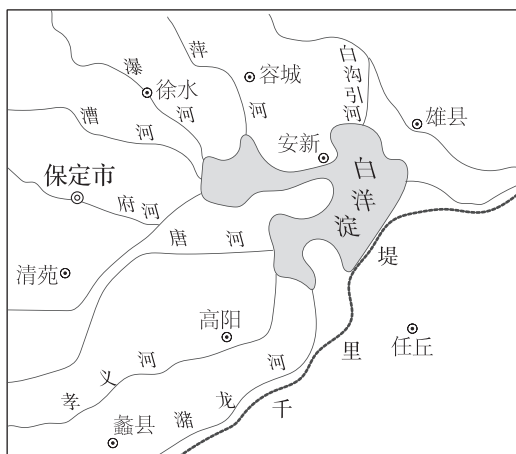 瀑河
萍河
白沟引河
容城
徐水
雄县
漕河
安新
保定市
府河
白洋淀
唐河
清苑
千里堤
高阳
任丘
孝义河
潴龙河
蠡县